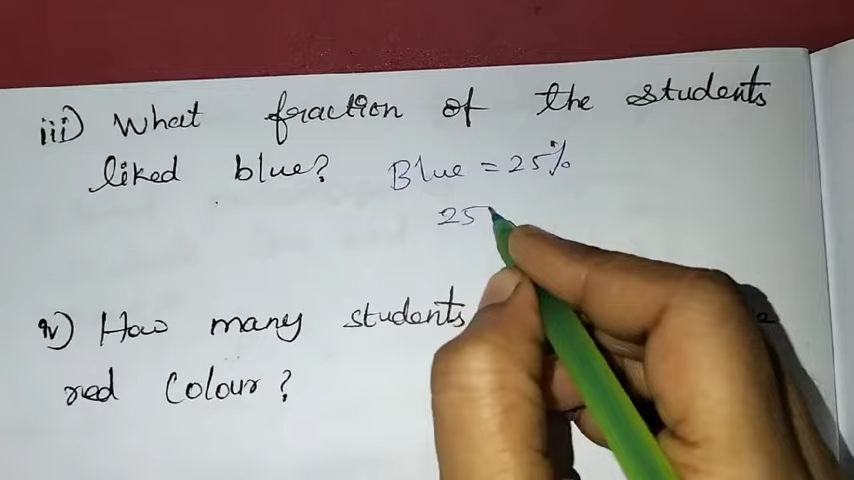 iii) What fraction of the students
liked blue? Blue = 25%
25
iv) How many students
red Colour?